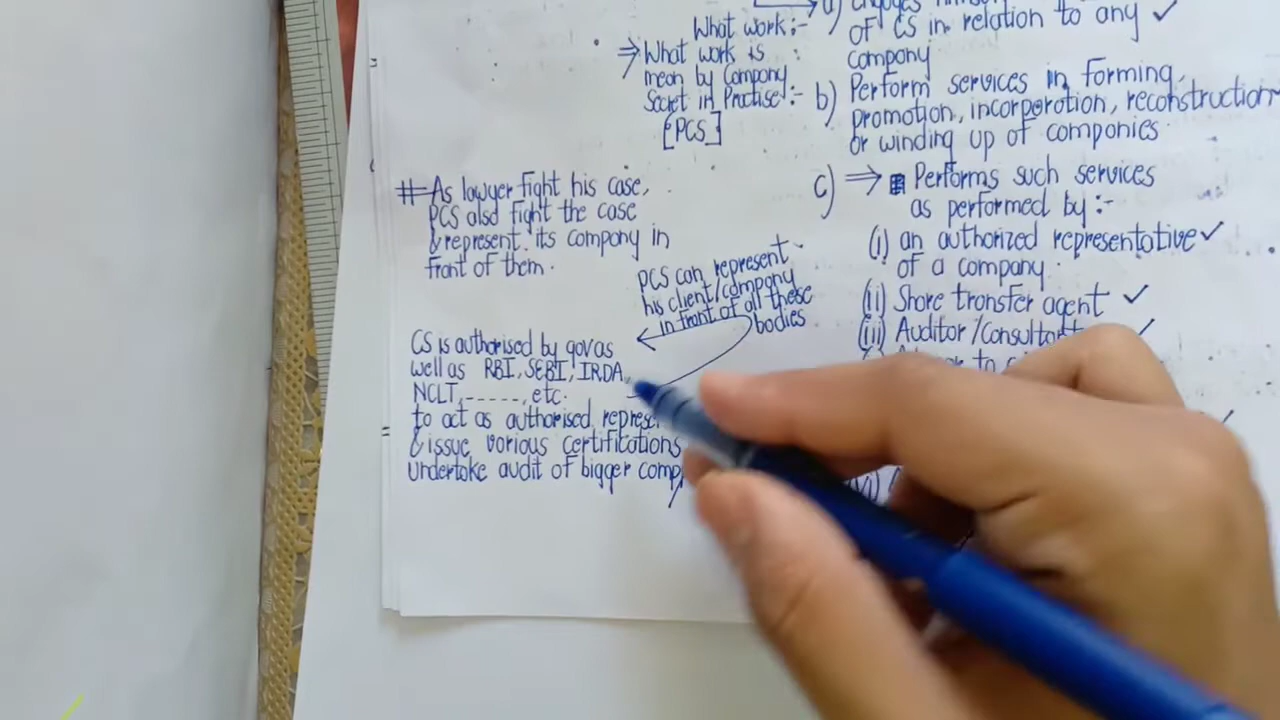 What work:-
⇒ What work is
mean by Company
Secret in Practise:-
[PCS]
of CS in relation to any ✓
company
b) Perform services in forming,
promotion, incorporation, reconstruction
or winding up of companies
c) ⇒ Performs such services
as performed by:-
(i) an authorized representative ✓
of a company
(ii) Share transfer agent ✓
(iii) Auditor/Consultant
# As lawyer fight his case,
PCS also fight the case
& represent its company in
front of them.
PCS can represent
his client/company
in front of all these
bodies
CS is authorised by gov as
well as RBI, SEBI, IRDA,
NCLT, -----, etc.
to act as authorised
& issue various certifications
undertake audit of bigger